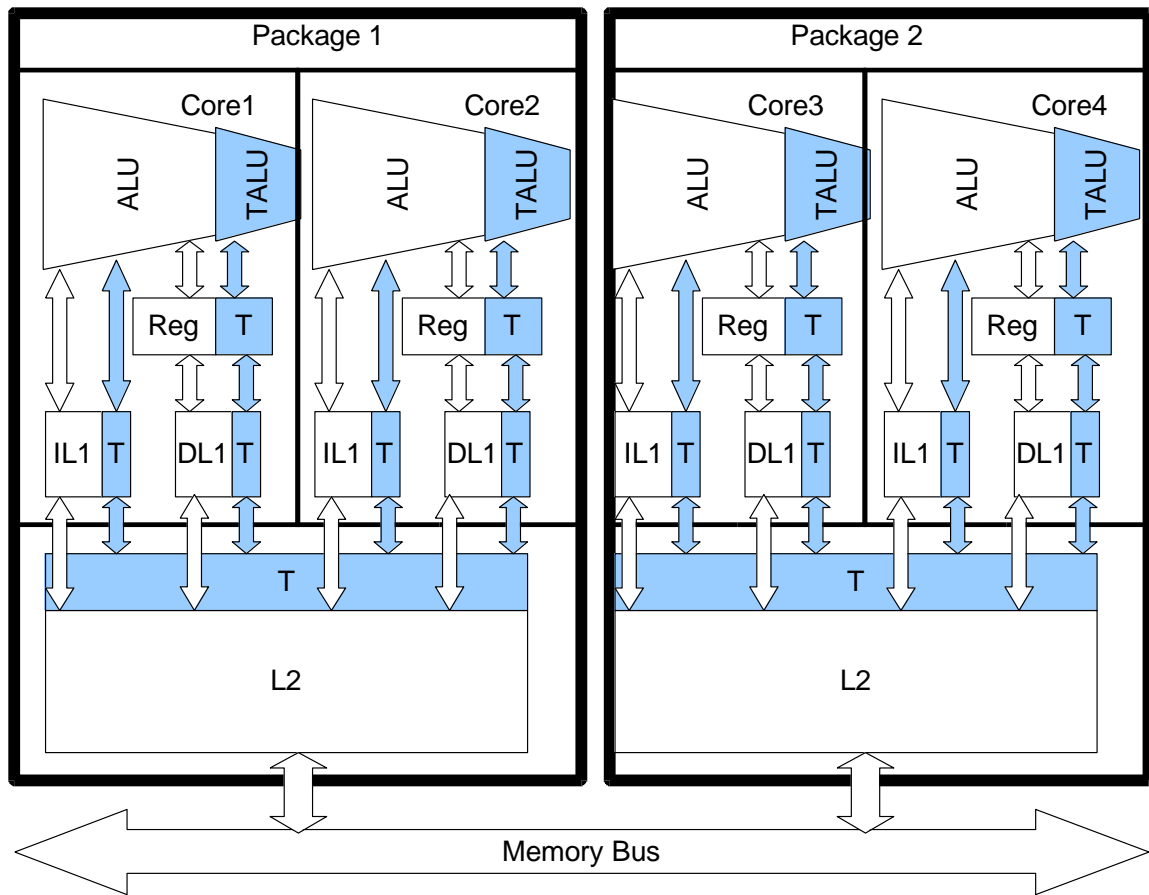 Package 1
Package 2
Core1
Core2
Core3
Core4
ALU
TALU
ALU
TALU
ALU
TALU
ALU
TALU
Reg
T
Reg
T
Reg
T
Reg
T
IL1
T
DL1
T
IL1
T
DL1
T
IL1
T
DL1
T
IL1
T
DL1
T
T
T
L2
L2
Memory Bus